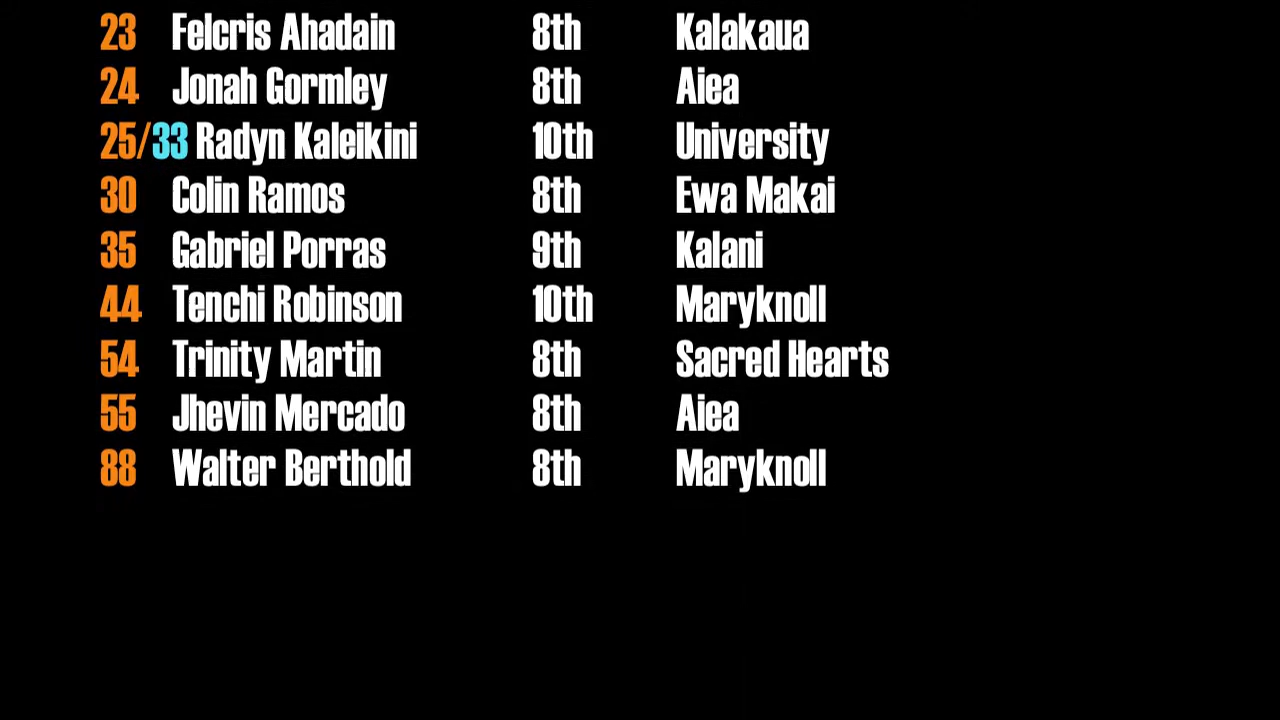 23 Felcris Ahadain 8th Kalakaua
24 Jonah Gormley 8th Aiea
25/33 Radyn Kaleikini 10th University
30 Colin Ramos 8th Ewa Makai
35 Gabriel Porras 9th Kalani
44 Tenchi Robinson 10th Maryknoll
54 Trinity Martin 8th Sacred Hearts
55 Jhevin Mercado 8th Aiea
88 Walter Berthold 8th Maryknoll